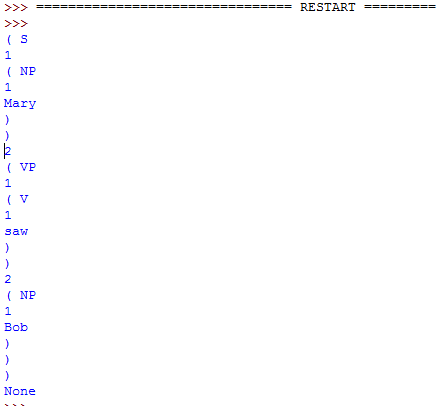 >>> ================================ RESTART =========
>>>
( S
1
( NP
1
Mary
)
)
2
( VP
1
( V
1
saw
)
)
2
( NP
1
Bob
)
)
)
None
>>>